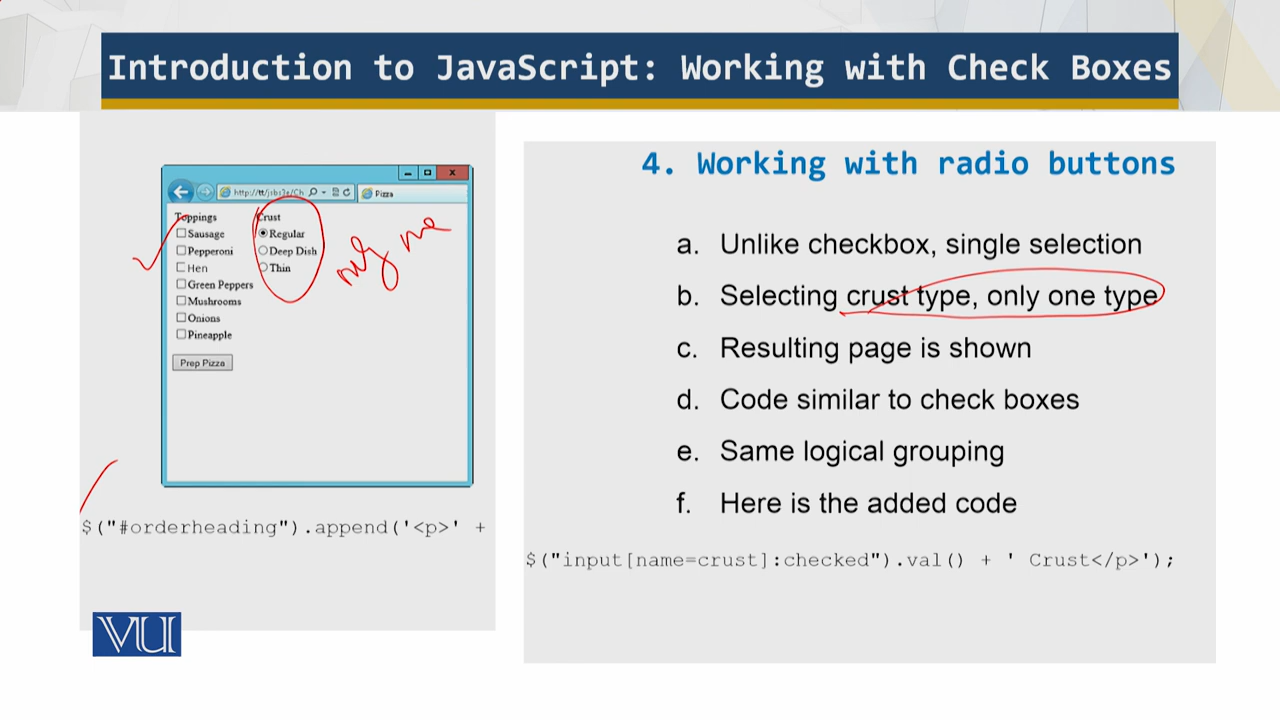 Introduction to JavaScript: Working with Check Boxes
http://tt/jsbs3e/Ch
Pizza
Toppings
Sausage
Pepperoni
Hen
Green Peppers
Mushrooms
Onions
Pineapple
Prep Pizza
Crust
Regular
Deep Dish
Thin
$("#orderheading").append('<p>' +
VU
4. Working with radio buttons
a. Unlike checkbox, single selection
b. Selecting crust type, only one type
c. Resulting page is shown
d. Code similar to check boxes
e. Same logical grouping
f. Here is the added code
$("input[name=crust]:checked").val() + ' Crust</p>');